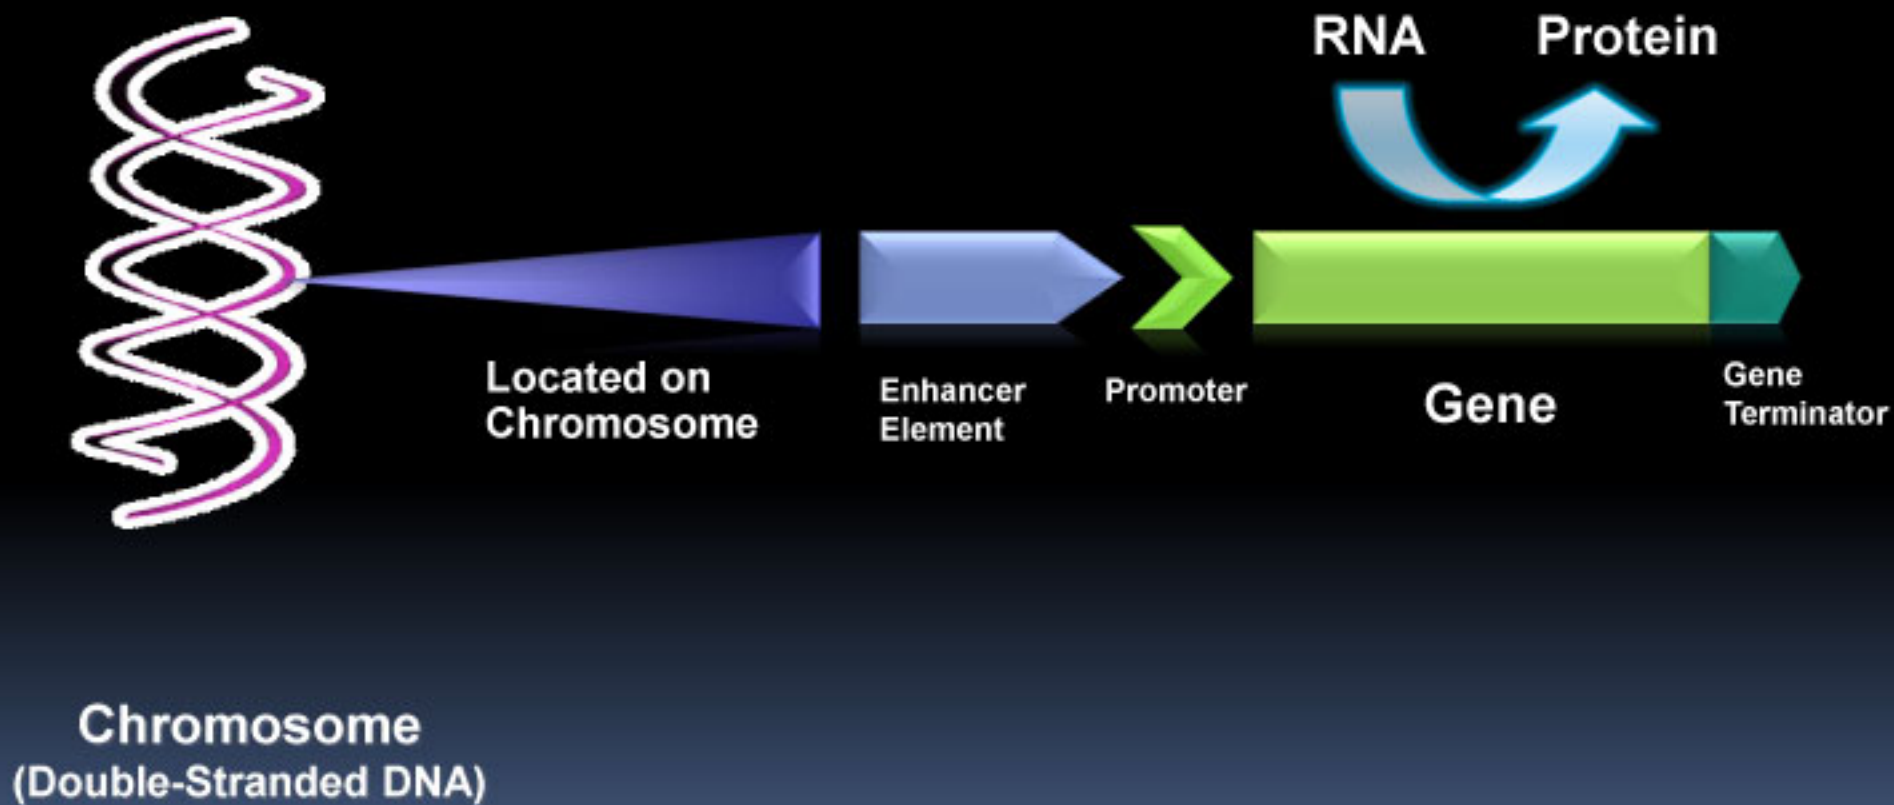 RNA
Protein
Located on
Chromosome
Enhancer
Element
Promoter
Gene
Gene
Terminator
Chromosome
(Double-Stranded DNA)